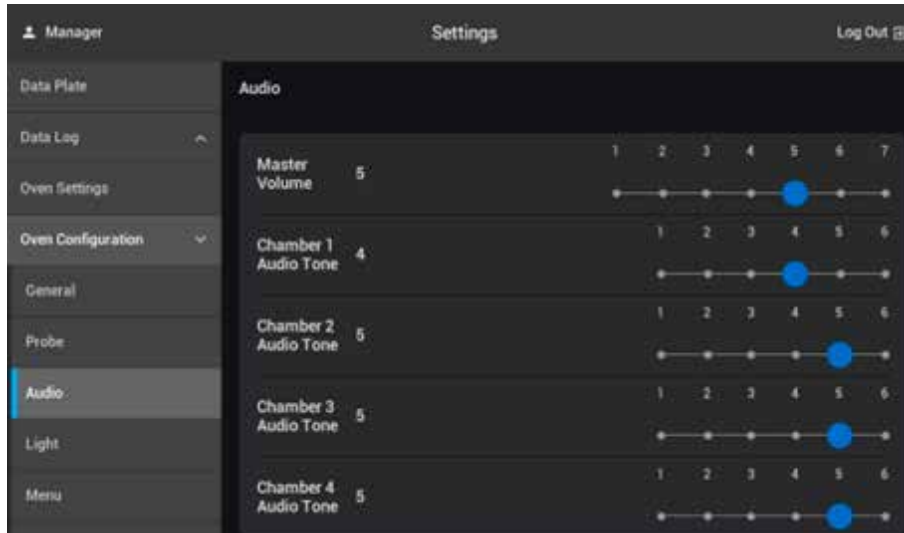 Manager
Settings
Log Out
Data Plate
Data Log
Oven Settings
Oven Configuration
General
Probe
Audio
Light
Menu
Audio
Master
Volume
5
1 2 3 4 5 6 7
Chamber 1
Audio Tone
4
1 2 3 4 5 6
Chamber 2
Audio Tone
5
1 2 3 4 5 6
Chamber 3
Audio Tone
5
1 2 3 4 5 6
Chamber 4
Audio Tone
5
1 2 3 4 5 6